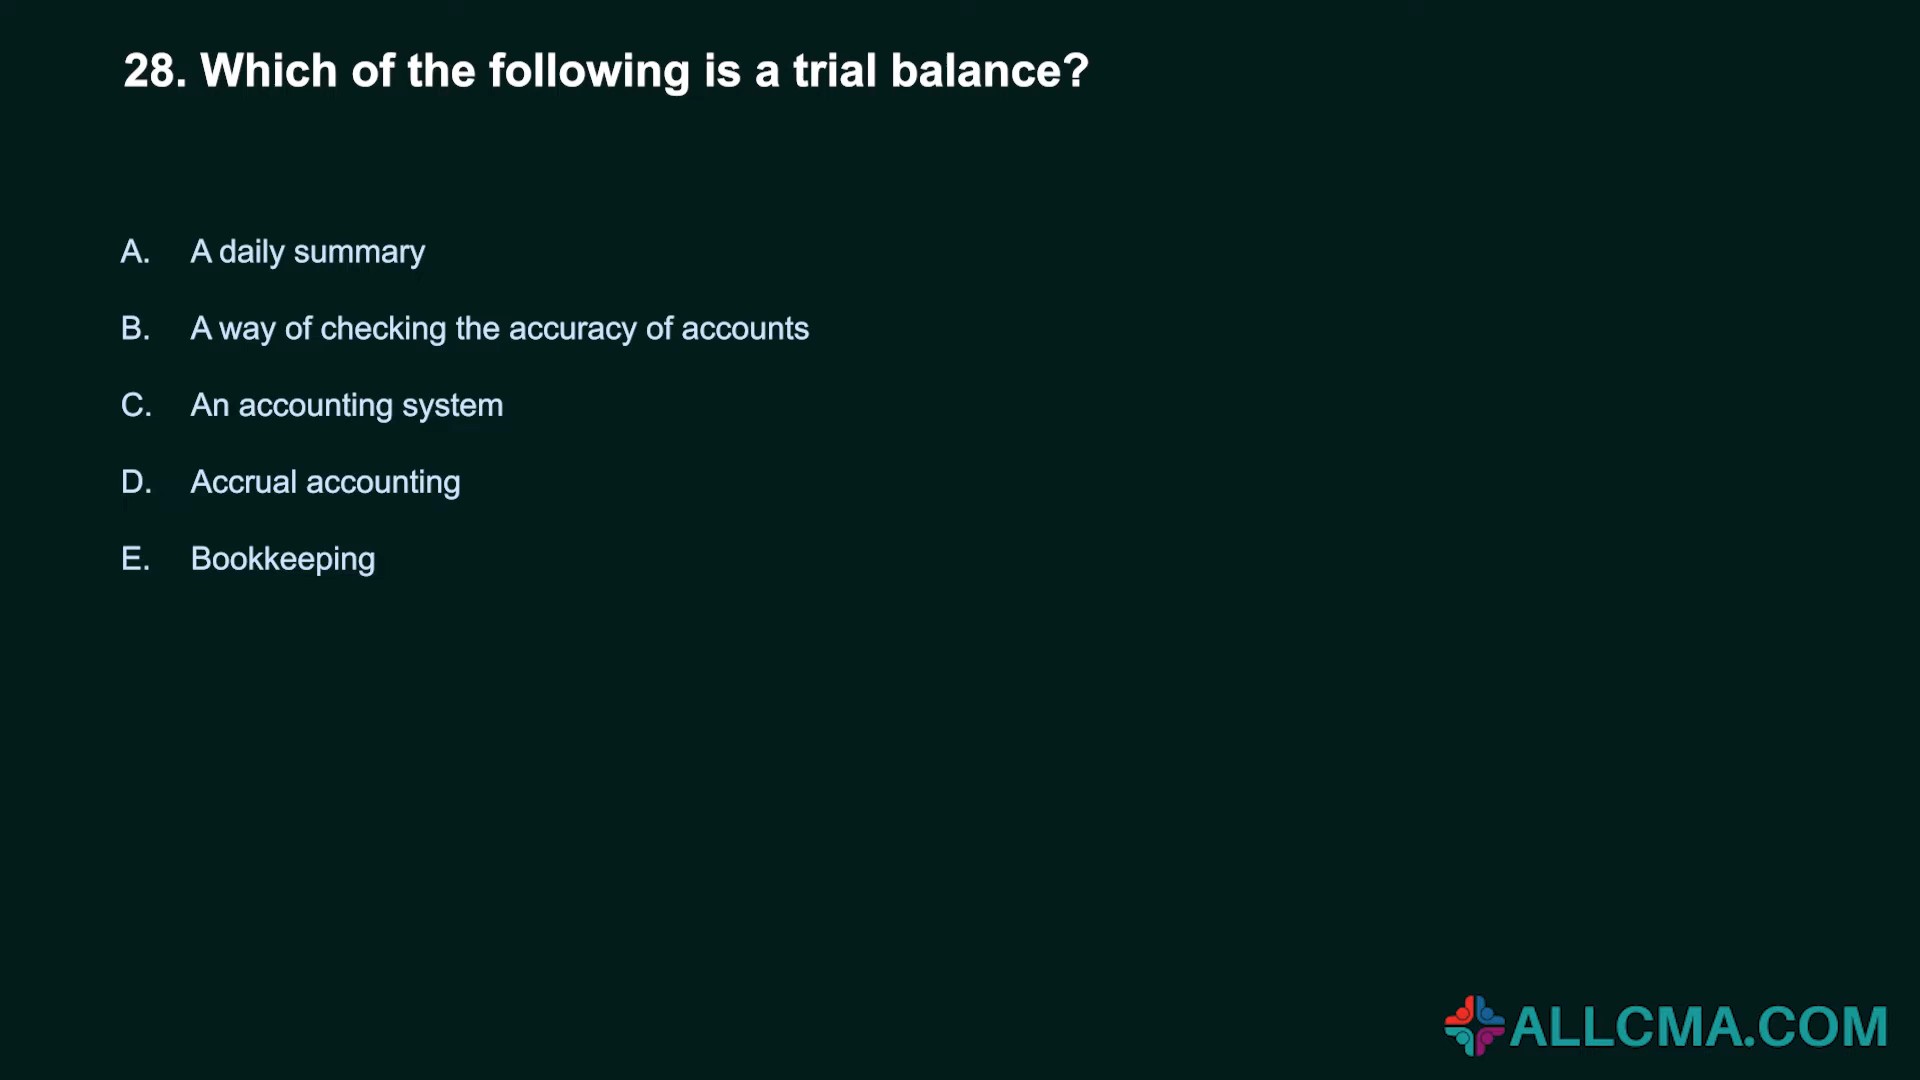 28. Which of the following is a trial balance?
A. A daily summary
B. A way of checking the accuracy of accounts
C. An accounting system
D. Accrual accounting
E. Bookkeeping
ALLCMA.COM